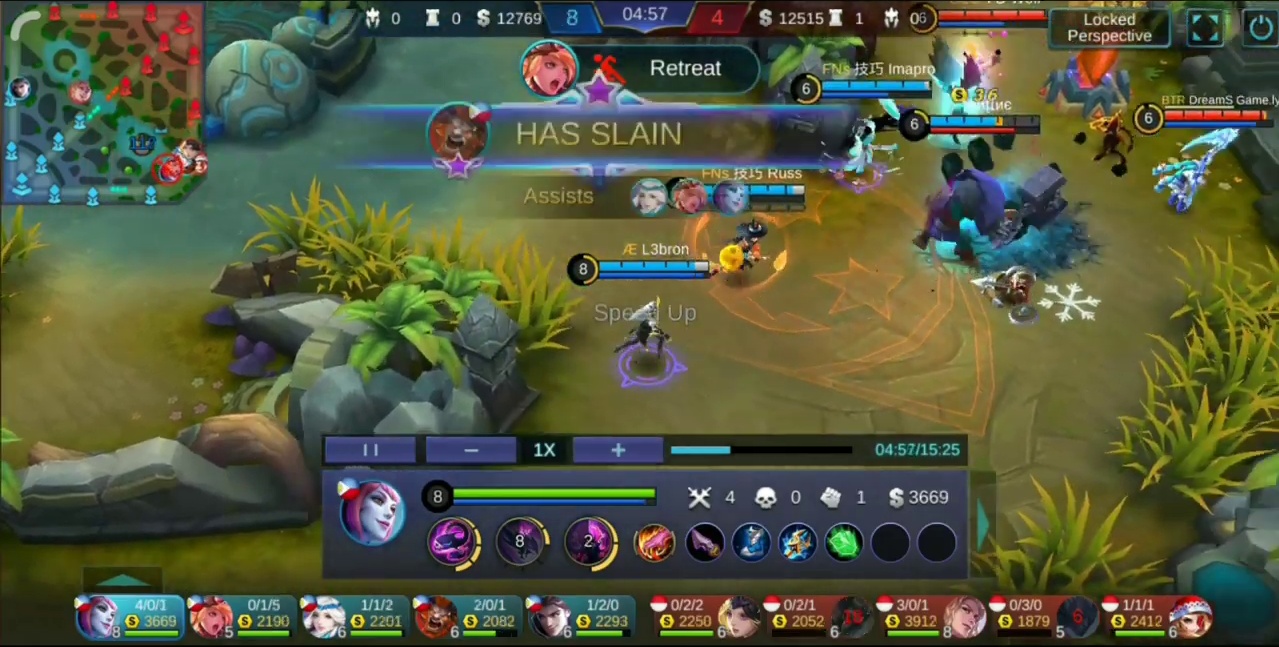 0 0 $ 12769 8 04:57 4 $ 12515 1 06
Locked
Perspective
Retreat
HAS SLAIN
Assists
FNs 技巧 Imapro
6
36
6
BTR DreamS Game.ly
6
FNs 技巧 Russ
Æ L3bron
8
Speed Up
1X
04:57/15:25
8
4 0 1 $ 3669
8 2
4/0/1 0/1/5 1/1/2 2/0/1 1/2/0 0/2/2 0/2/1 3/0/1 0/3/0 1/1/1
S 3669 S 2190 S 2201 S 2082 S 2293 S 2250 S 2052 S 3912 S 1879 S 2412
8 5 6 6 6 6 16 6 8 6 5 6